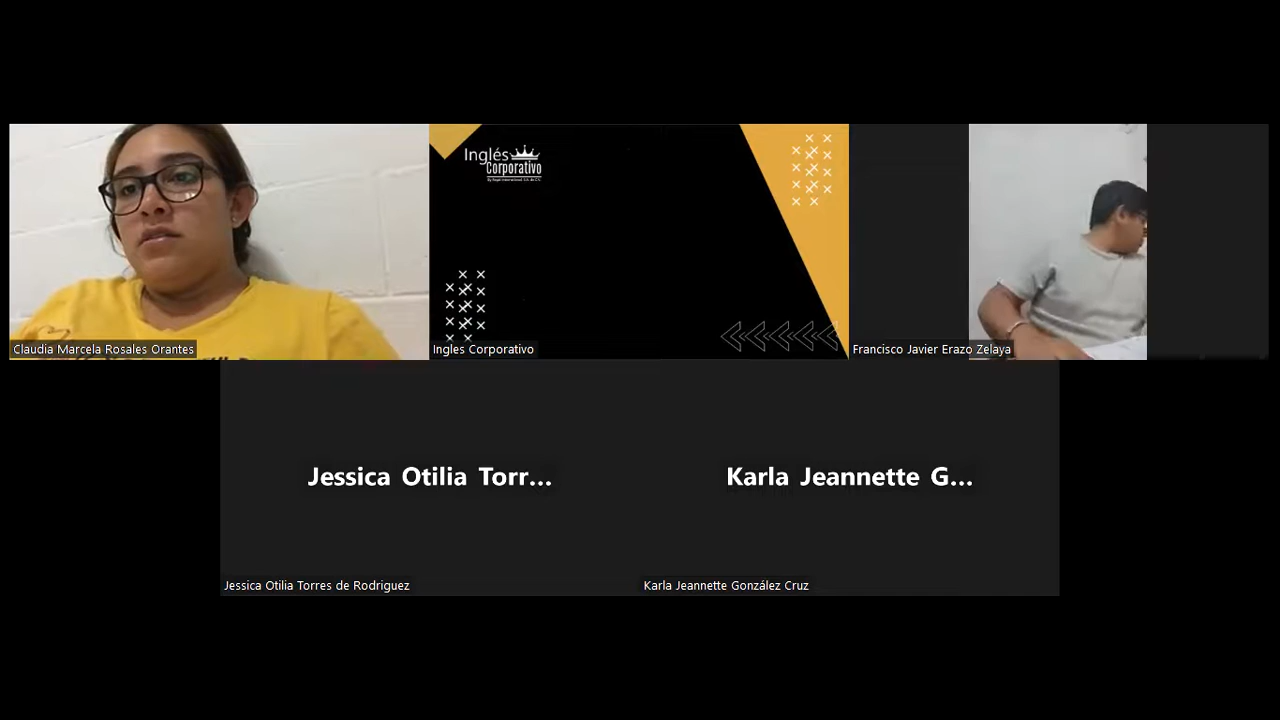 Inglés
Corporativo
Claudia Marcela Rosales Orantes
Ingles Corporativo
Francisco Javier Erazo Zelaya
Jessica Otilia Torr...
Karla Jeannette G...
Jessica Otilia Torres de Rodriguez
Karla Jeannette González Cruz